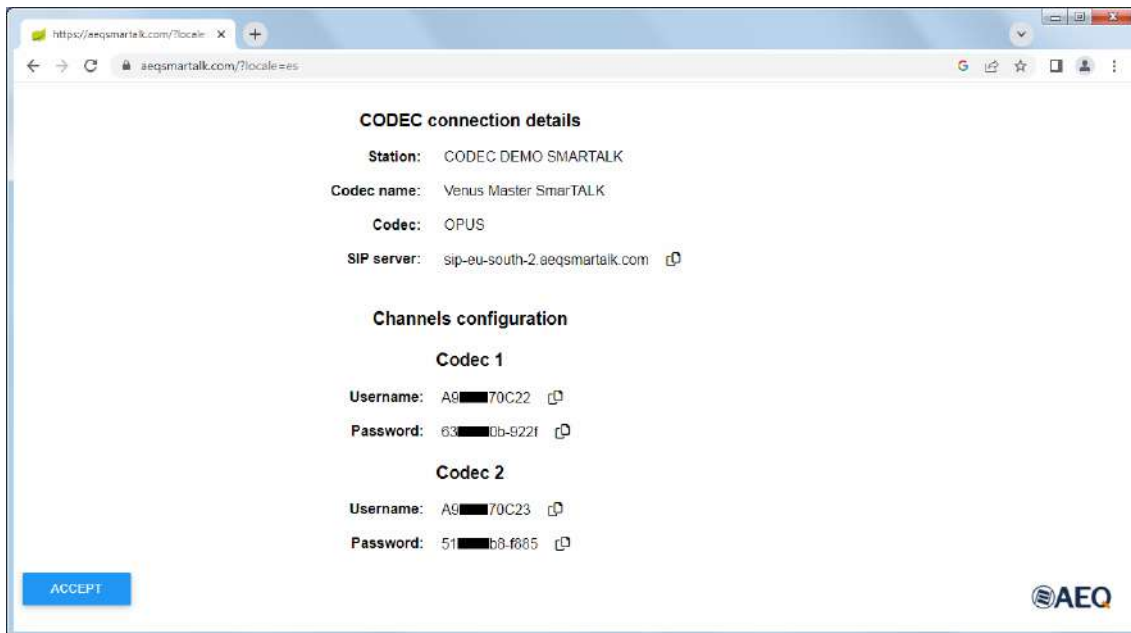 https://aeqsmartalk.com/?locale
aeqsmartalk.com/?locale=es
CODEC connection details
Station: CODEC DEMO SMARTALK
Codec name: Venus Master SmarTALK
Codec: OPUS
SIP server: sip-eu-south-2.aeqsmartalk.com
Channels configuration
Codec 1
Username: A9 70C22
Password: 63 0b-922f
Codec 2
Username: A9 70C23
Password: 51 b8-f885
ACCEPT
AEQ